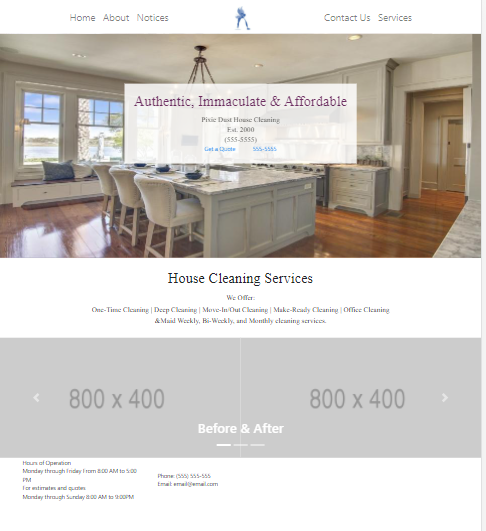 Home About Notices
Contact Us Services
Authentic, Immaculate & Affordable
Pixie Dust House Cleaning
Est. 2000
(555-5555)
Get a Quote 555-5555
House Cleaning Services
We Offer:
One-Time Cleaning | Deep Cleaning | Move-In/Out Cleaning | Make-Ready Cleaning | Office Cleaning
&Maid Weekly, Bi-Weekly, and Monthly cleaning services.
800 x 400
800 x 400
Before & After
Hours of Operation
Monday through Friday From 8:00 AM to 5:00
PM
For estimates and quotes
Monday through Sunday 8:00 AM to 9:00PM
Phone: (555) 555-555
Email: email@email.com